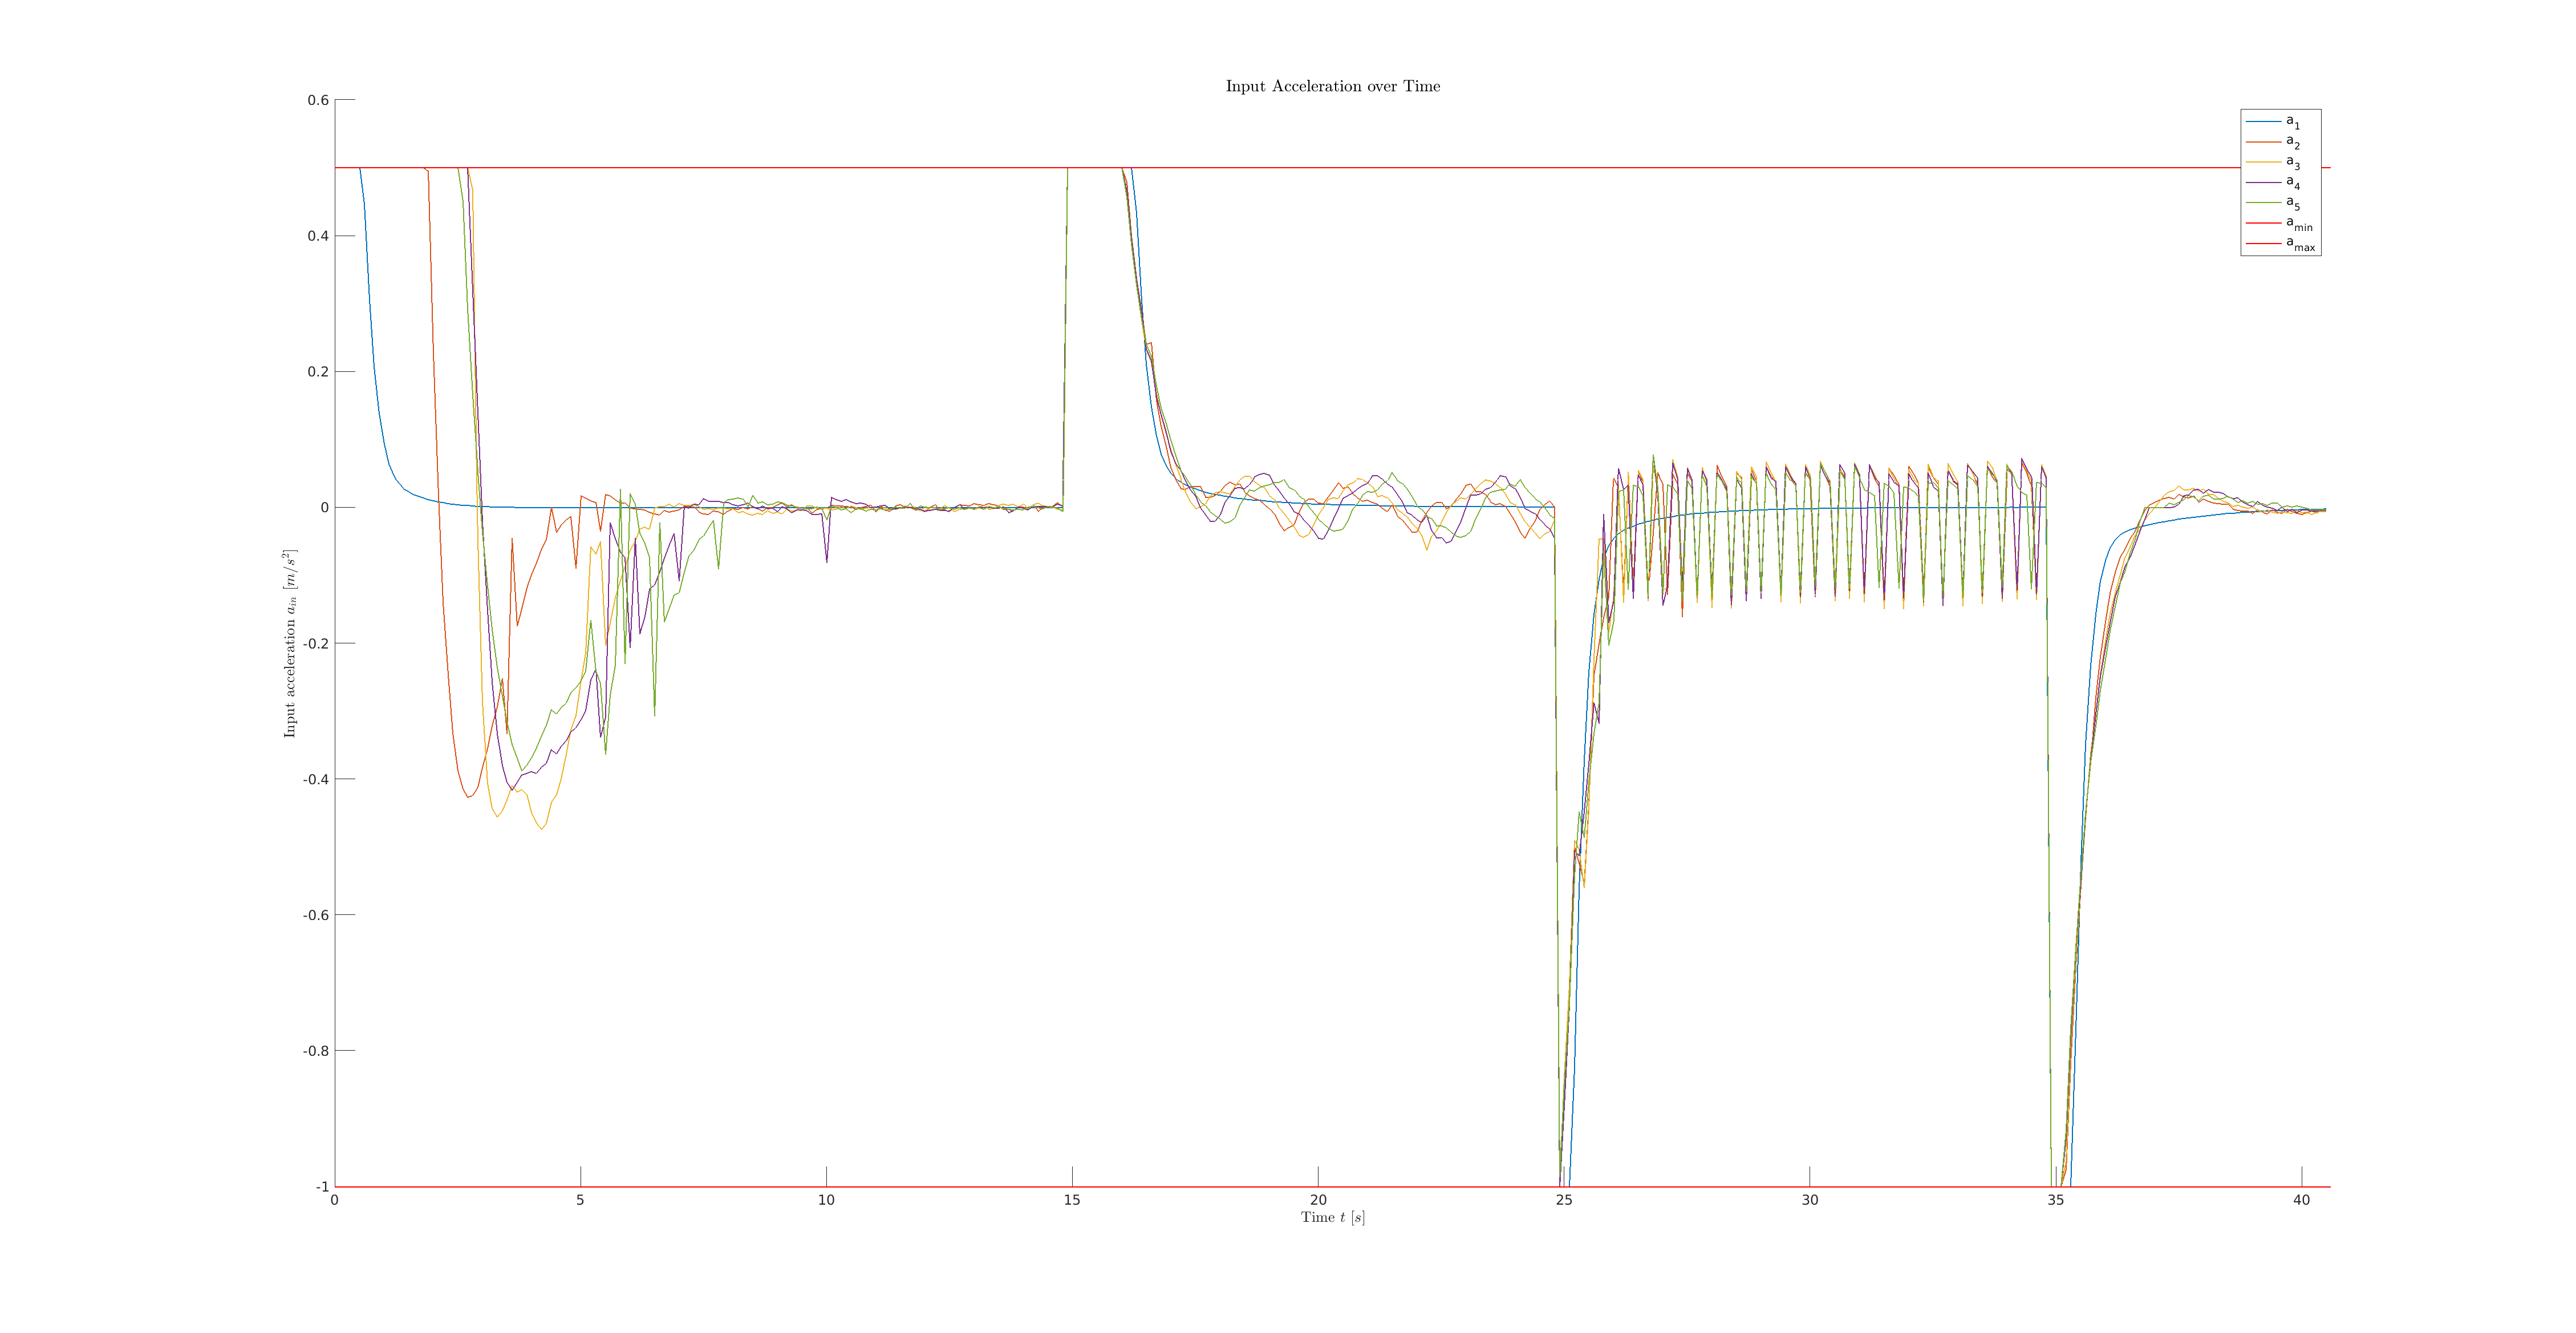 Input Acceleration over Time
0.6
0.4
0.2
0
-0.2
-0.4
-0.6
-0.8
-1
Input acceleration a_in [m/s^2]
0 5 10 15 20 25 30 35 40
Time t [s]
a_1
a_2
a_3
a_4
a_5
a_min
a_max